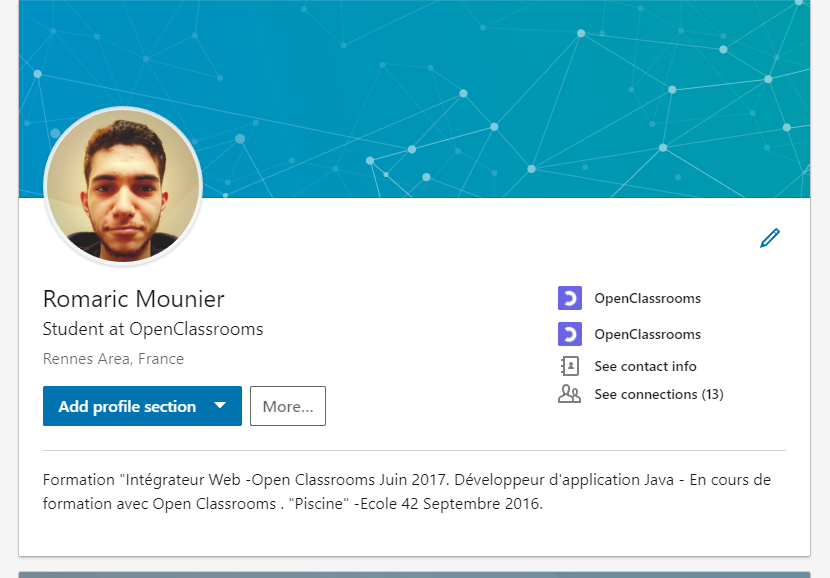 Romaric Mounier
Student at OpenClassrooms
Rennes Area, France
Add profile section
More...
OpenClassrooms
OpenClassrooms
See contact info
See connections (13)
Formation "Intégrateur Web -Open Classrooms Juin 2017. Développeur d'application Java - En cours de
formation avec Open Classrooms . "Piscine" -Ecole 42 Septembre 2016.